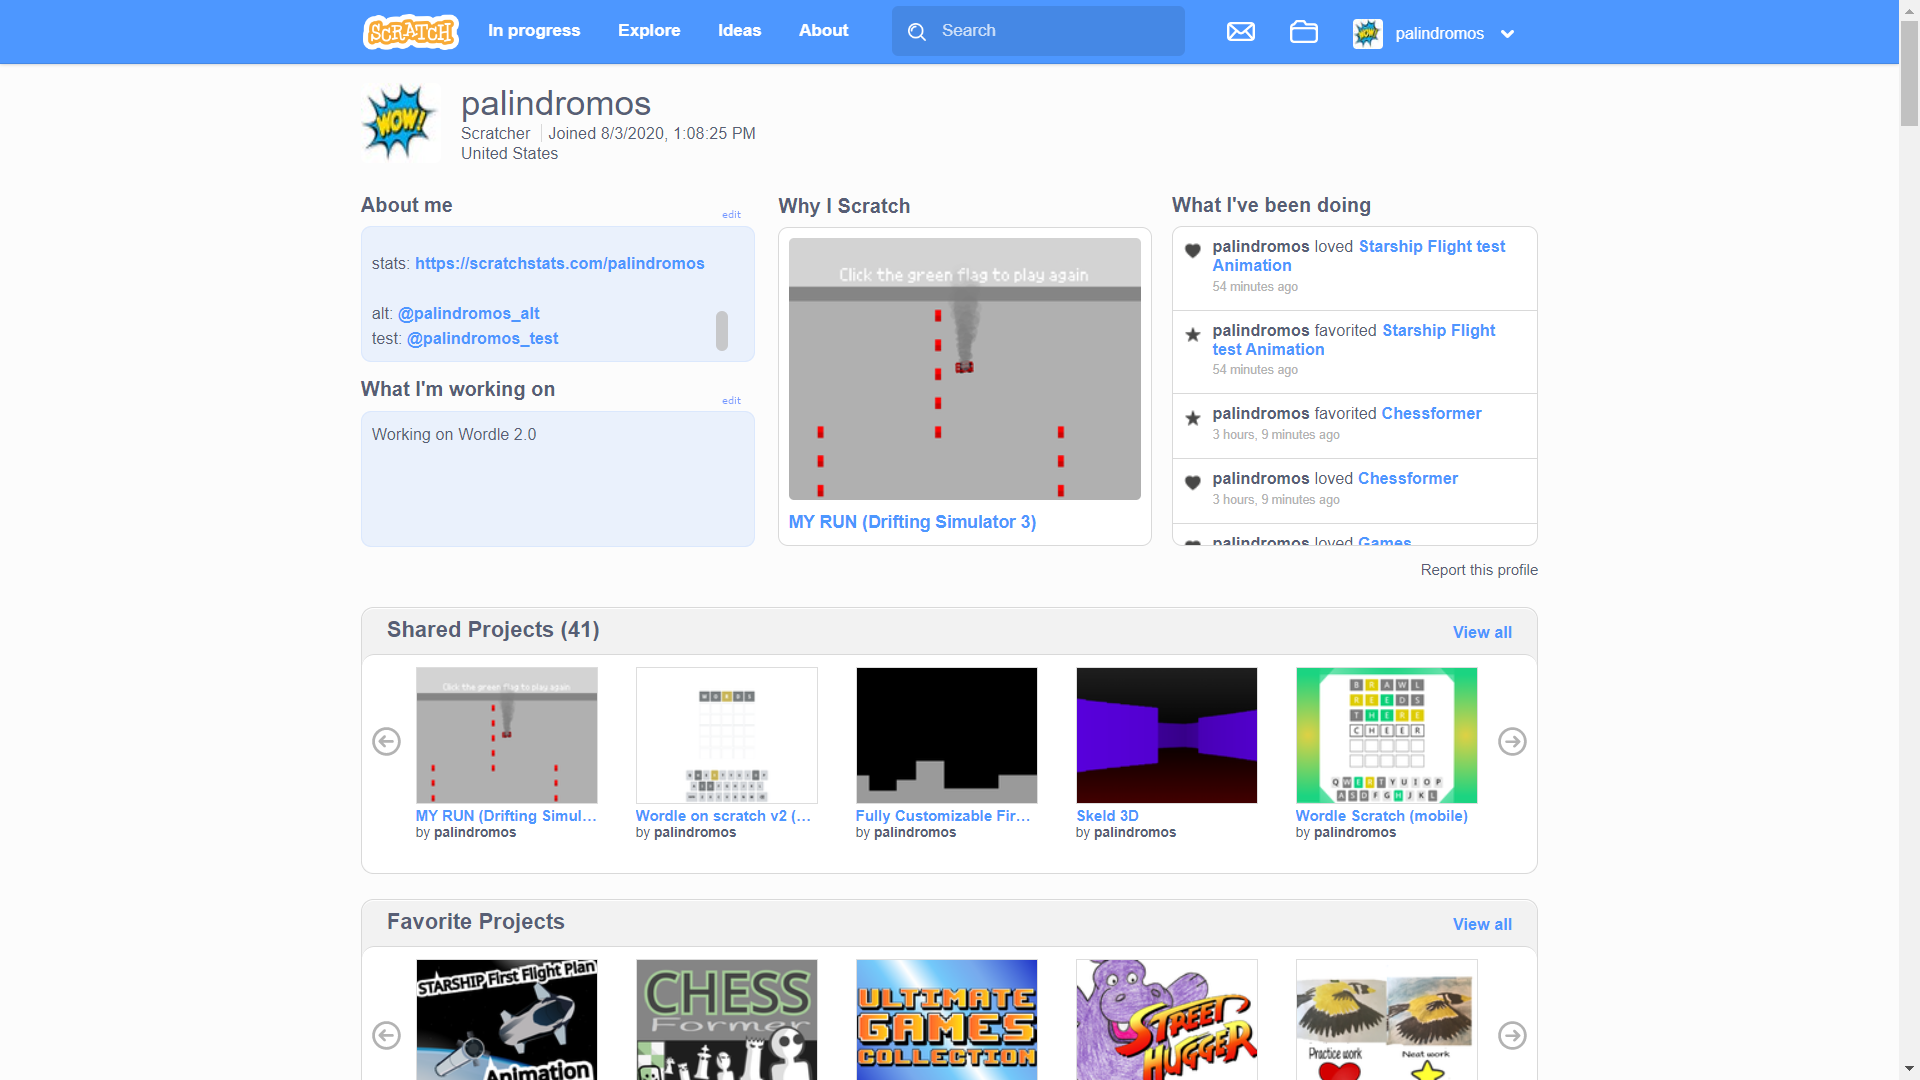 SCRATCH
In progress
Explore
Ideas
About
Search
palindromos
WOW!
palindromos
Scratcher
Joined 8/3/2020, 1:08:25 PM
United States
About me
edit
stats: https://scratchstats.com/palindromos
alt: @palindromos_alt
test: @palindromos_test
What I'm working on
edit
Working on Wordle 2.0
Why I Scratch
Click the green flag to play again
MY RUN (Drifting Simulator 3)
What I've been doing
palindromos loved Starship Flight test
Animation
54 minutes ago
palindromos favorited Starship Flight
test Animation
54 minutes ago
palindromos favorited Chessformer
3 hours, 9 minutes ago
palindromos loved Chessformer
3 hours, 9 minutes ago
palindromos loved Games
Report this profile
Shared Projects (41)
View all
Click the green flag to play again
MY RUN (Drifting Simul...
by palindromos
Wordle on scratch v2 (...
by palindromos
Fully Customizable Fir...
by palindromos
Skeld 3D
by palindromos
BRAWL
REEDS
THERE
CHEER
QWERTYUIOP
ASDFGHJKL
Wordle Scratch (mobile)
by palindromos
Favorite Projects
View all
STARSHIP First Flight Plan
Animation
CHESS
Former
ULTIMATE
GAMES
COLLECTION
STREET
HUGGER
Practice work
Neat work